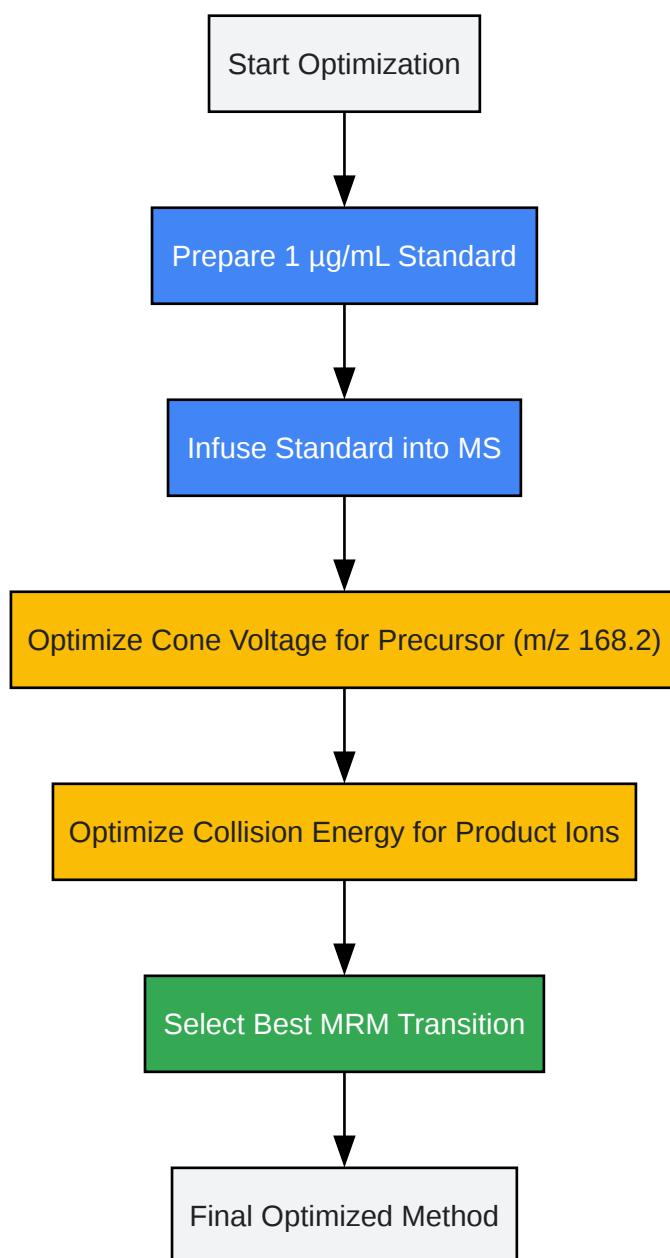 Start Optimization
Prepare 1 µg/mL Standard
Infuse Standard into MS
Optimize Cone Voltage for Precursor (m/z 168.2)
Optimize Collision Energy for Product Ions
Select Best MRM Transition
Final Optimized Method